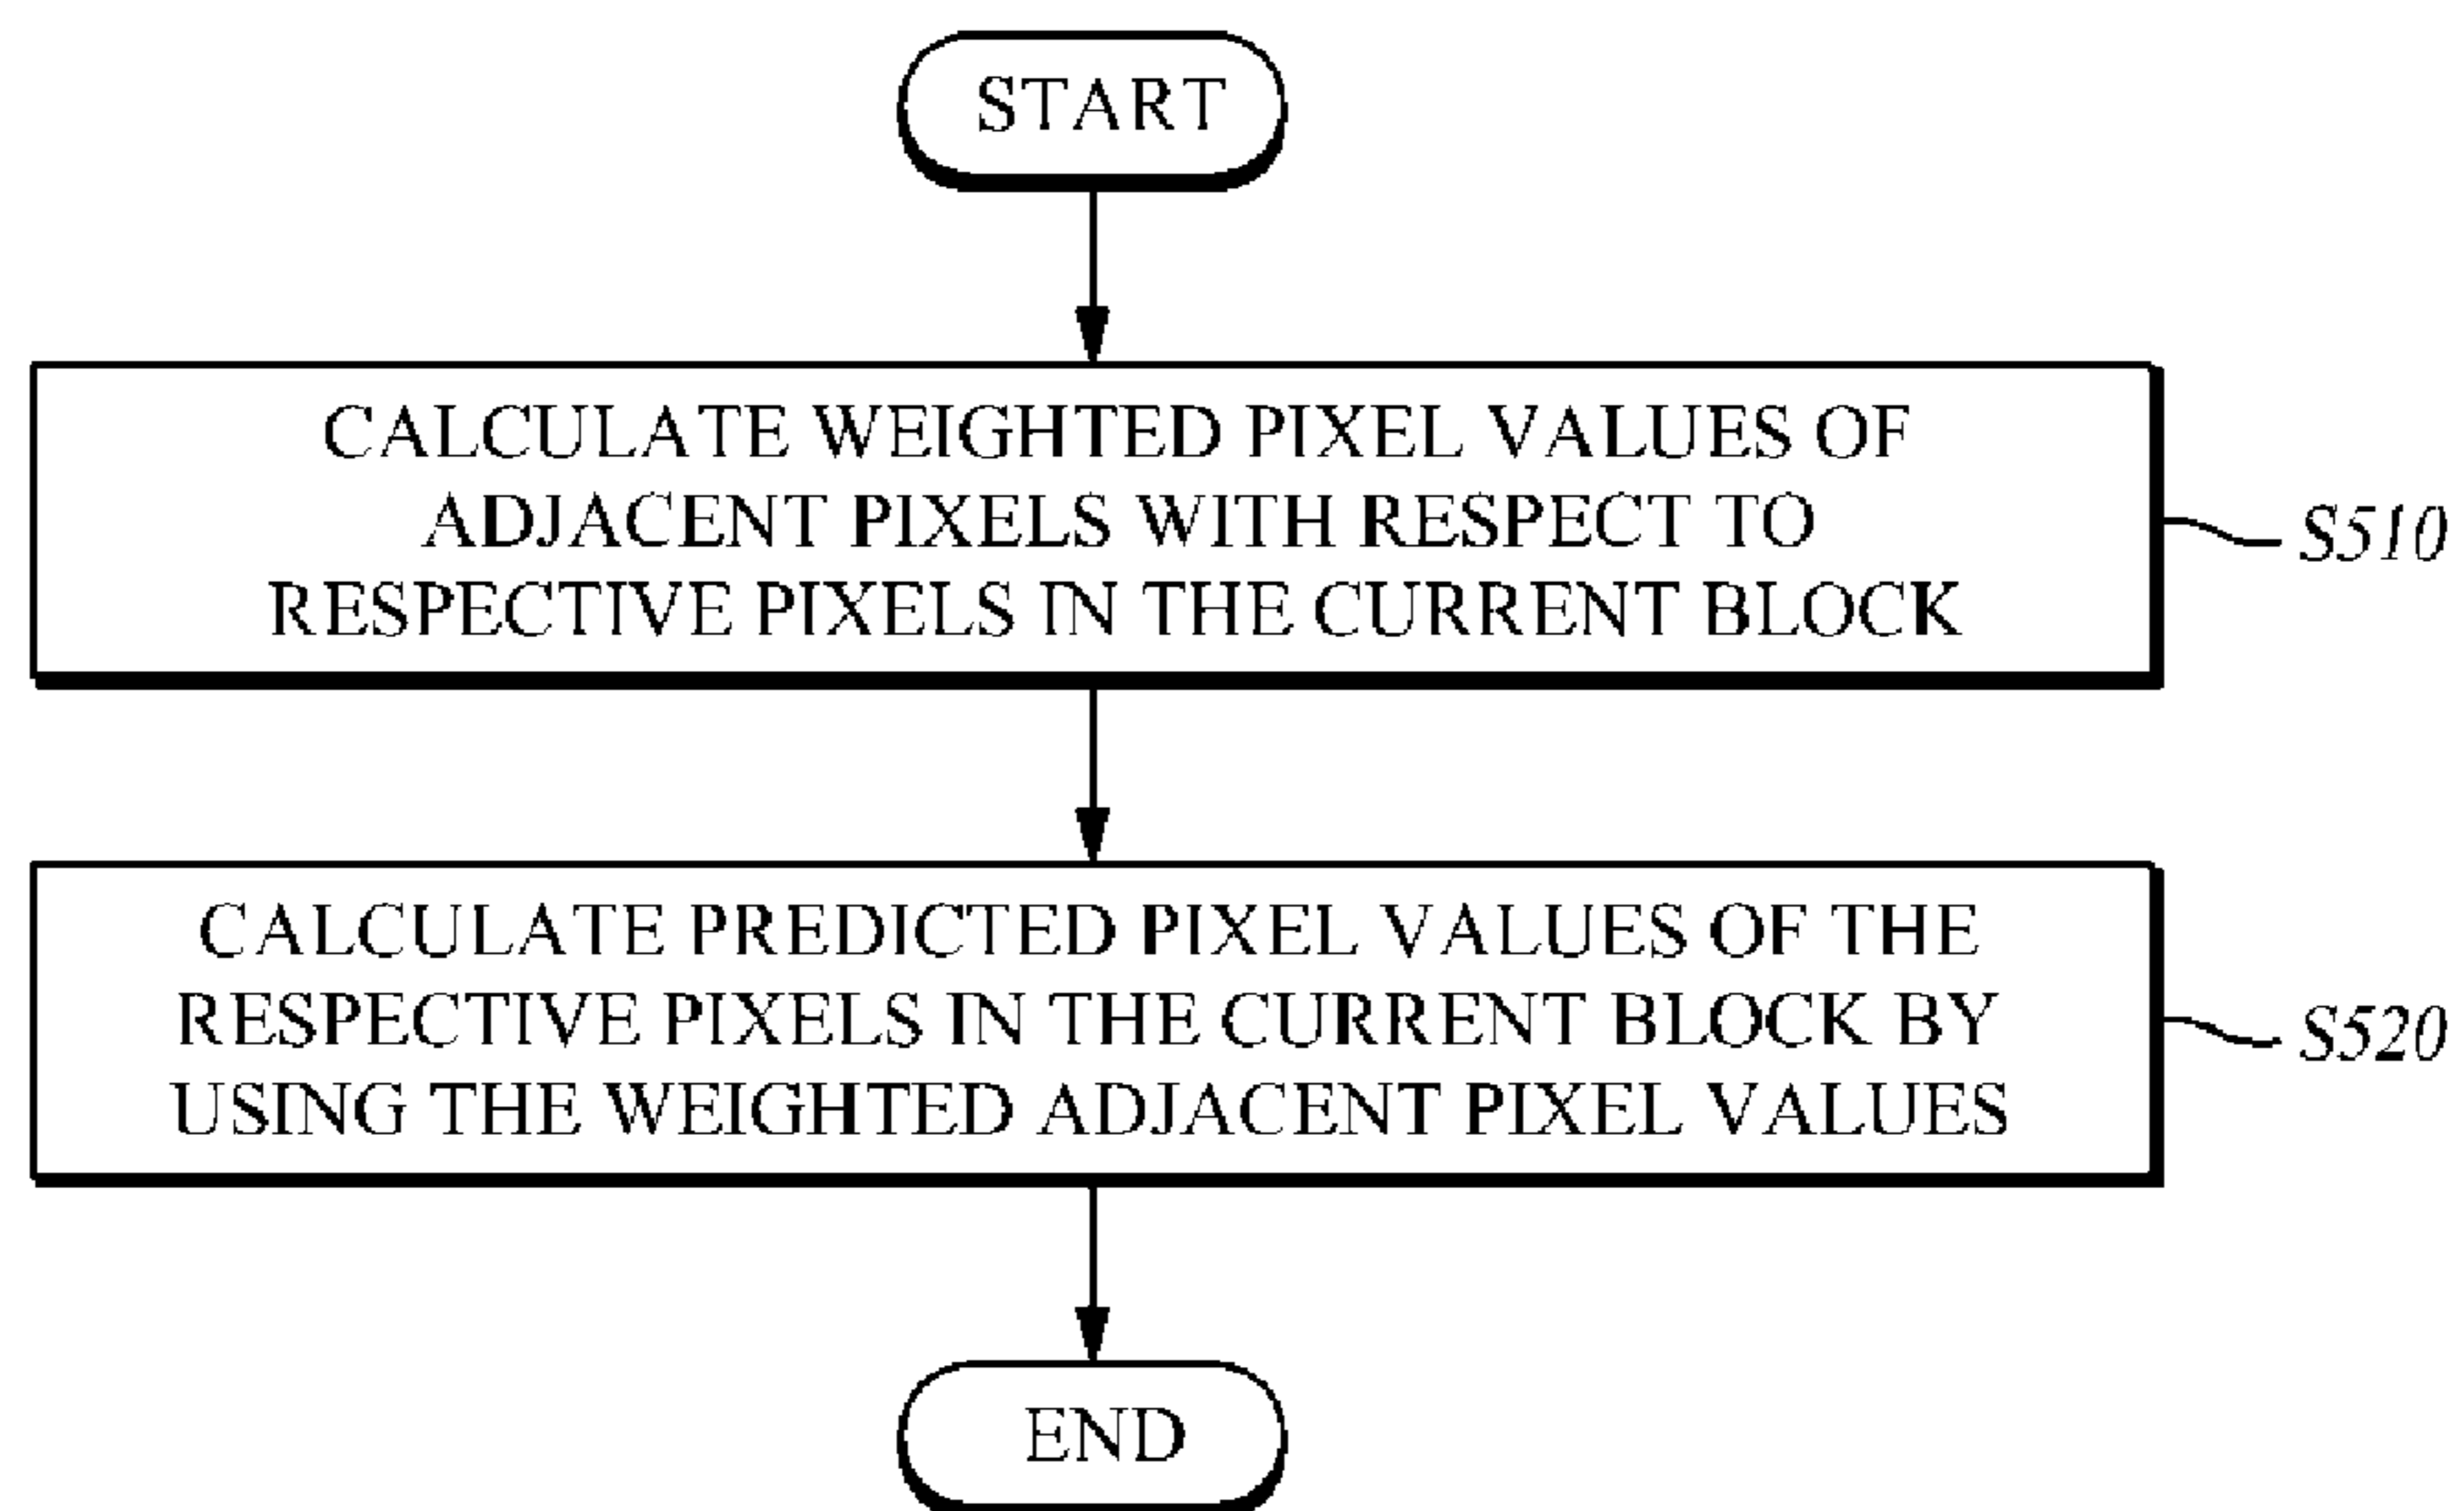 START
CALCULATE WEIGHTED PIXEL VALUES OF
ADJACENT PIXELS WITH RESPECT TO
RESPECTIVE PIXELS IN THE CURRENT BLOCK
S510
CALCULATE PREDICTED PIXEL VALUES OF THE
RESPECTIVE PIXELS IN THE CURRENT BLOCK BY
USING THE WEIGHTED ADJACENT PIXEL VALUES
S520
END